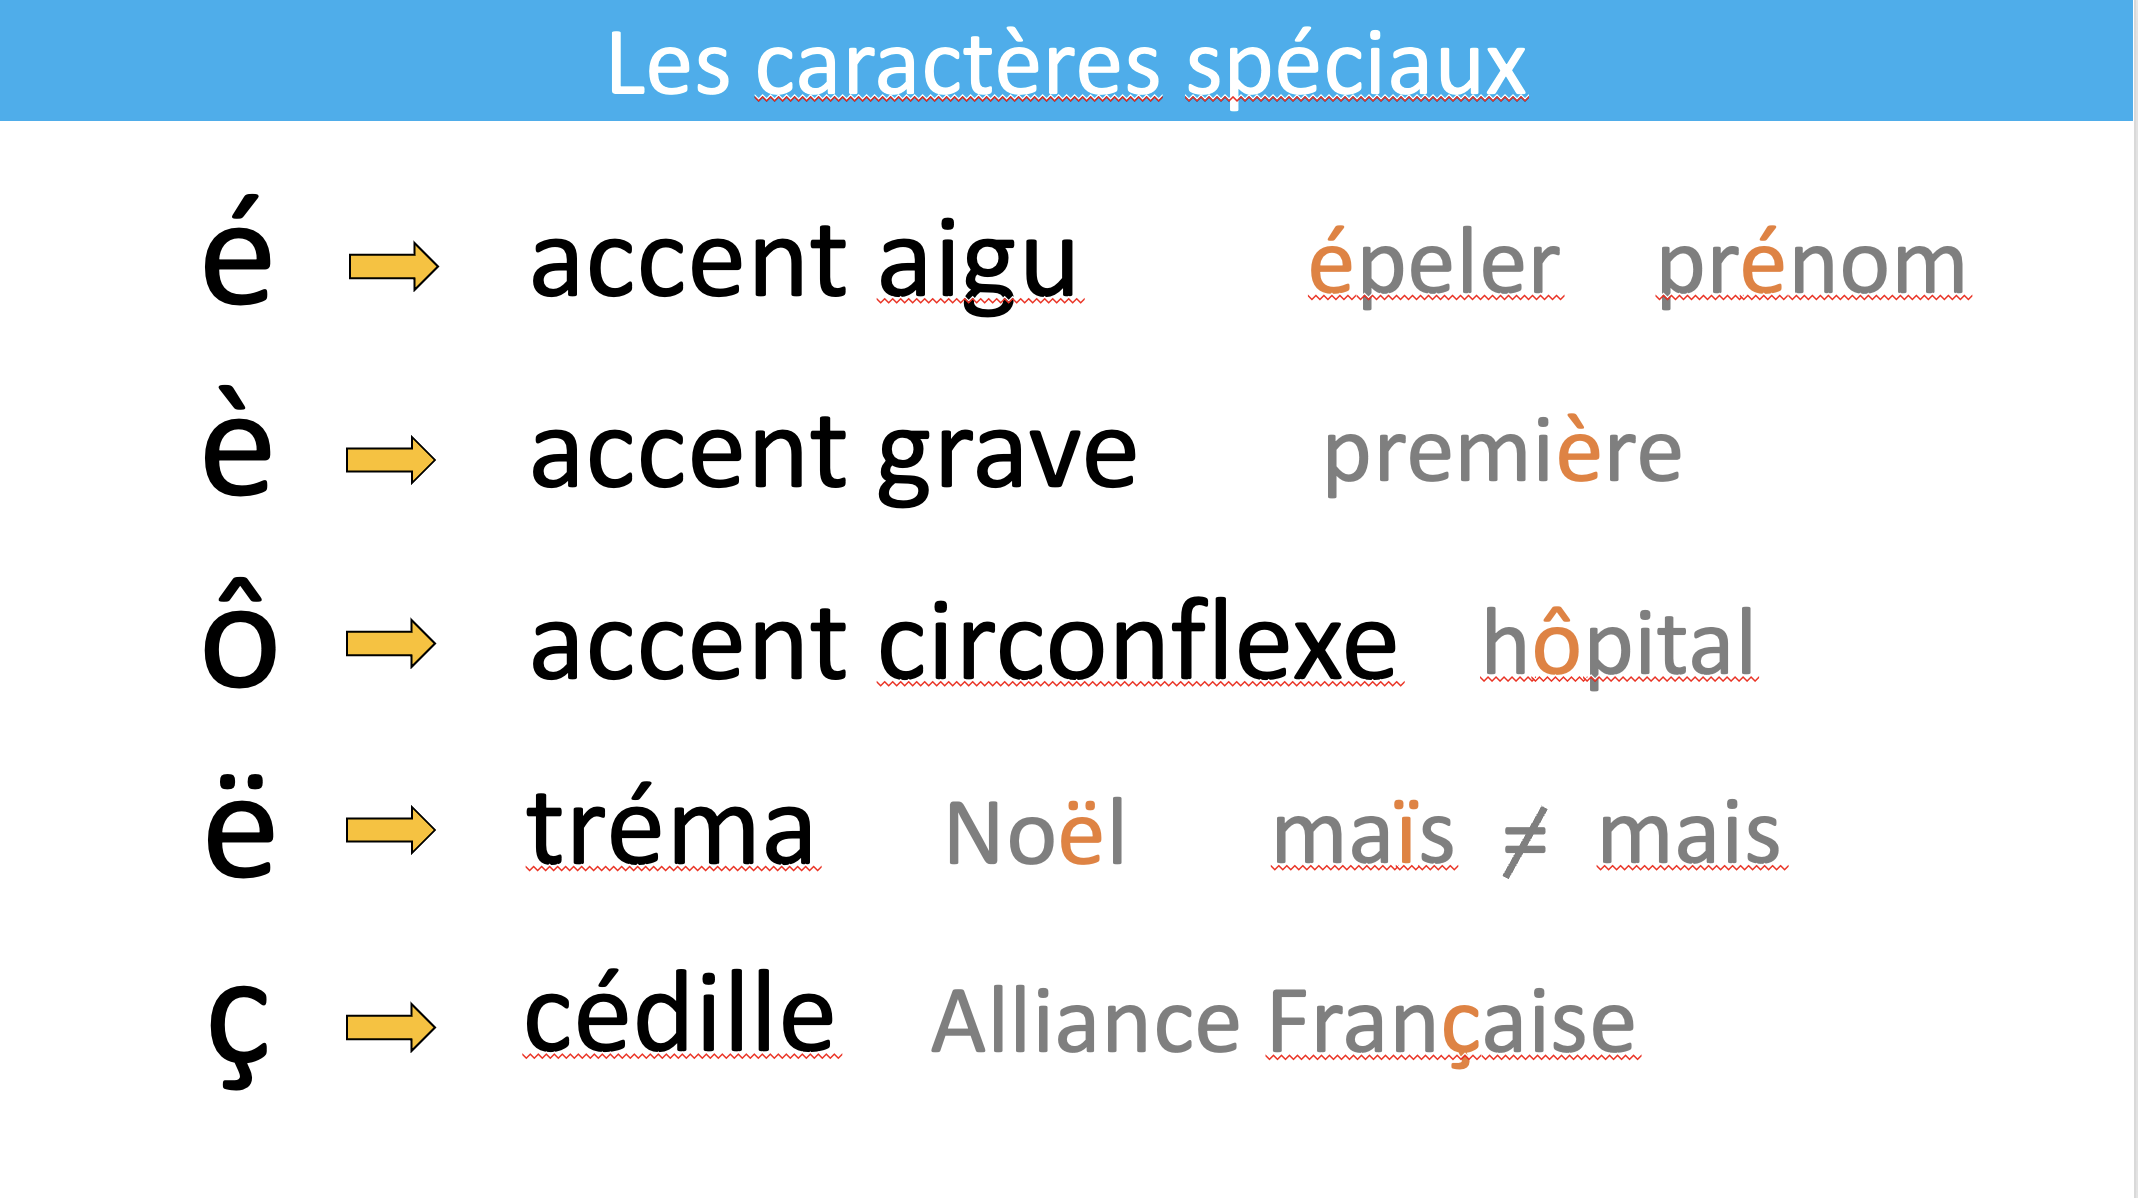 Les caractères spéciaux
é accent aigu épeler prénom
è accent grave première
ô accent circonflexe hôpital
ë tréma Noël maïs ≠ mais
ç cédille Alliance Française